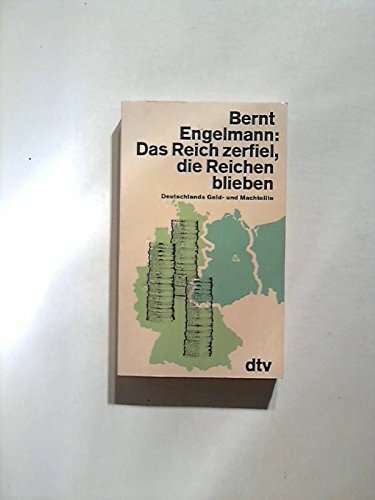 Bernt
Engelmann:
Das Reich zerfiel,
die Reichen
blieben
Deutschlands Geld- und Machtelite
dtv